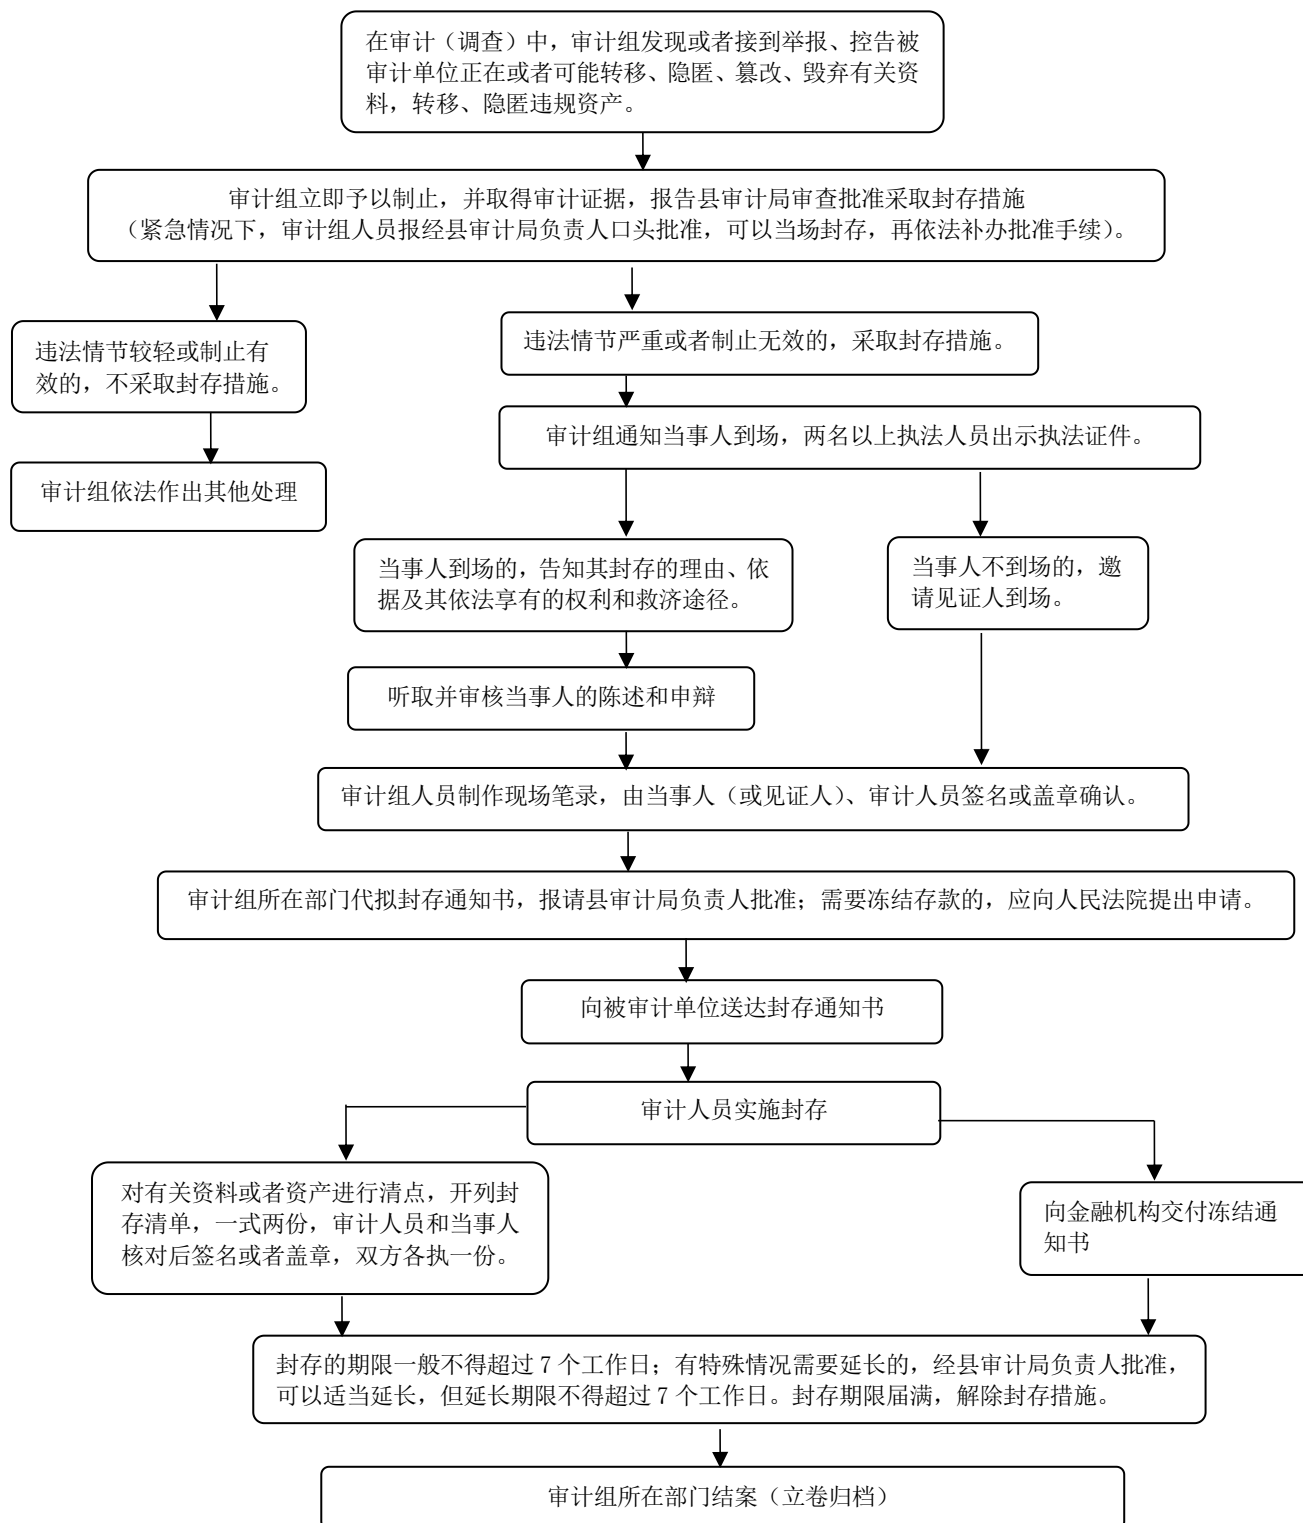 在审计（调查）中，审计组发现或者接到举报、控告被
审计单位正在或者可能转移、隐匿、篡改、毁弃有关资
料，转移、隐匿违规资产。
审计组立即予以制止，并取得审计证据，报告县审计局审查批准采取封存措施
（紧急情况下，审计组人员报经县审计局负责人口头批准，可以当场封存，再依法补办批准手续）。
违法情节较轻或制止有
效的，不采取封存措施。
违法情节严重或者制止无效的，采取封存措施。
审计组通知当事人到场，两名以上执法人员出示执法证件。
审计组依法作出其他处理
当事人到场的，告知其封存的理由、依
据及其依法享有的权利和救济途径。
当事人不到场的，邀
请见证人到场。
听取并审核当事人的陈述和申辩
审计组人员制作现场笔录，由当事人（或见证人）、审计人员签名或盖章确认。
审计组所在部门代拟封存通知书，报请县审计局负责人批准；需要冻结存款的，应向人民法院提出申请。
向被审计单位送达封存通知书
审计人员实施封存
对有关资料或者资产进行清点，开列封
存清单，一式两份，审计人员和当事人
核对后签名或者盖章，双方各执一份。
向金融机构交付冻结通
知书
封存的期限一般不得超过 7 个工作日；有特殊情况需要延长的，经县审计局负责人批准，
可以适当延长，但延长期限不得超过 7 个工作日。封存期限届满，解除封存措施。
审计组所在部门结案（立卷归档）